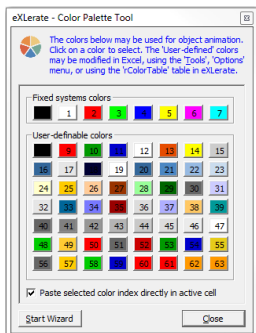 eXLerate - Color Palette Tool
The colors below may be used for object animation.
Click on a color to select. The 'User-defined' colors
may be modified in Excel, using the 'Tools', 'Options'
menu, or using the 'rColorTable' table in eXLerate.
Fixed systems colors
1 2 3 4 5 6 7
User-definable colors
9 10 11 12 13 14 15
16 17 18 19 20 21 22 23
24 25 26 27 28 29 30 31
32 33 34 35 36 37 38 39
40 41 42 43 44 45 46 47
48 49 50 51 53 54 55
56 57 58 59 60 61 62 63
Paste selected color index directly in active cell
Start Wizard Close